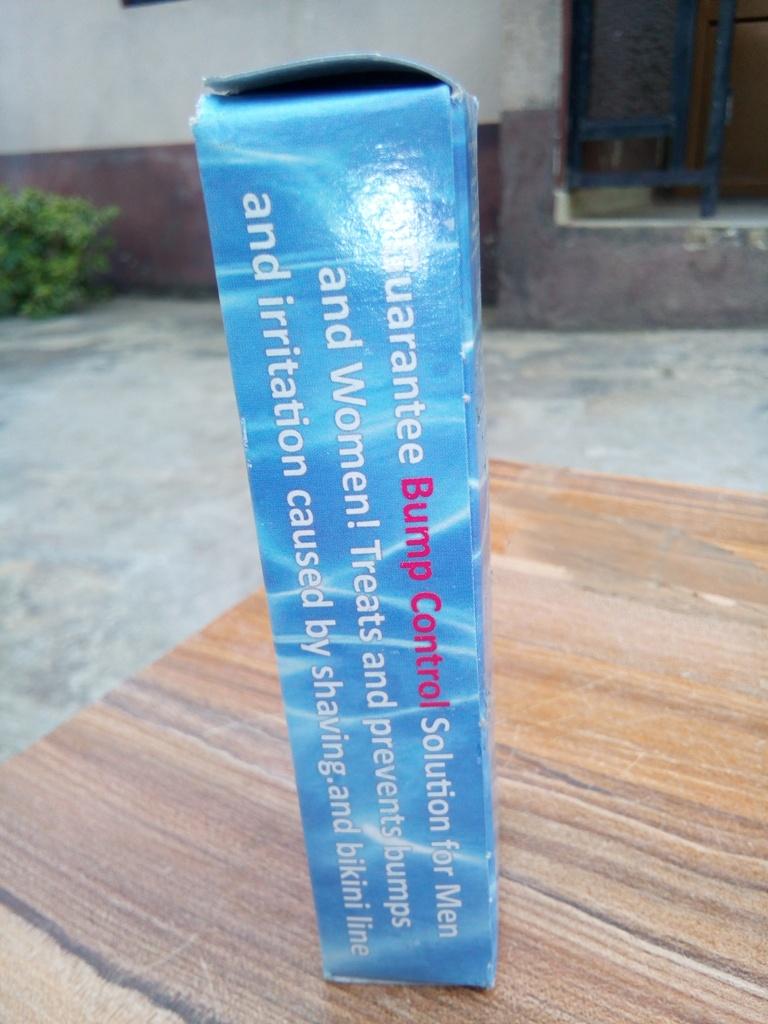 Guarantee Bump Control Solution for Men
and Women! Treats and prevents bumps
and irritation caused by shaving.and bikini line